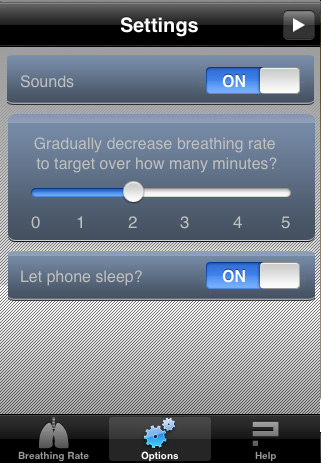 Settings
Sounds ON
Gradually decrease breathing rate
to target over how many minutes?
0 1 2 3 4 5
Let phone sleep? ON
Breathing Rate Options Help